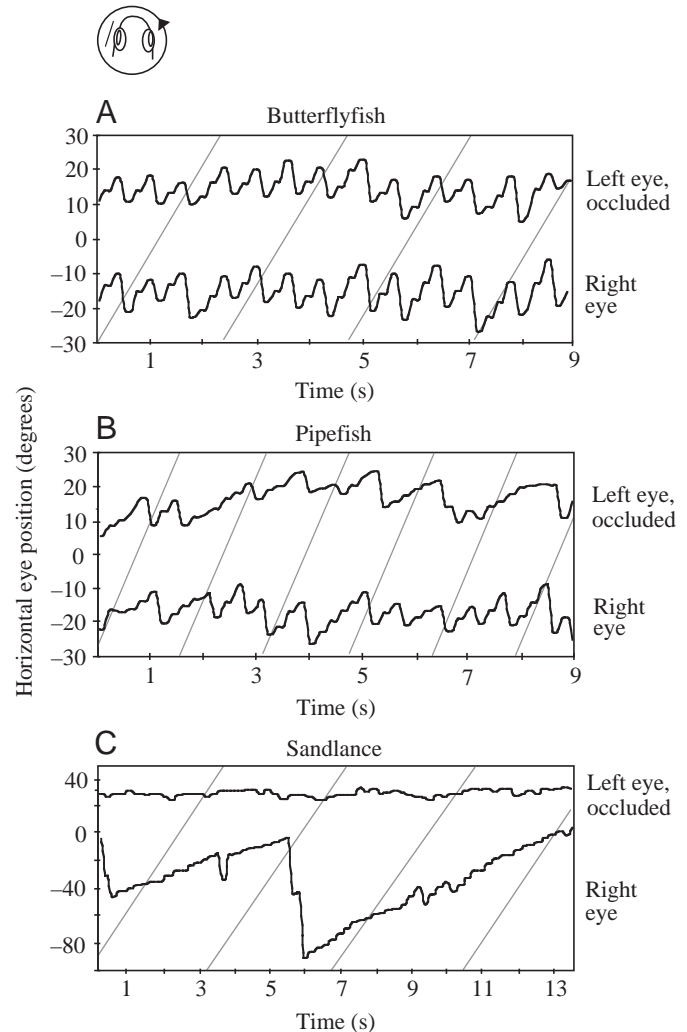 A
Butterflyfish
30
20
10
0
–10
–20
–30
Left eye,
occluded
Right
eye
1 3 5 7 9
Time (s)
Horizontal eye position (degrees)
B
Pipefish
30
20
10
0
–10
–20
–30
Left eye,
occluded
Right
eye
1 3 5 7 9
Time (s)
C
Sandlance
40
0
–40
–80
Left eye,
occluded
Right
eye
1 3 5 7 9 11 13
Time (s)